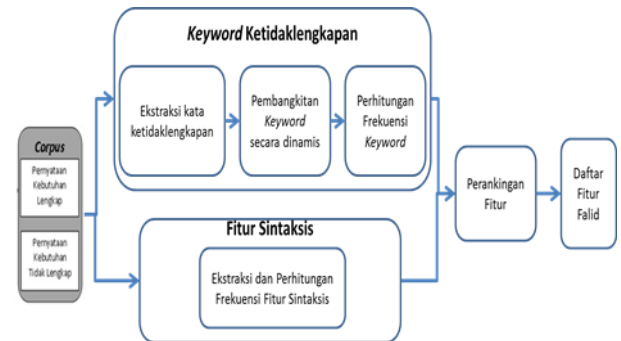 Keyword Ketidaklengkapan
Ekstraksi kata
ketidaklengkapan
Pembangkitan
Keyword
secara dinamis
Perhitungan
Frekuensi
Keyword
Corpus
Pernyataan
Kebutuhan
Lengkap
Pernyataan
Kebutuhan
Tidak Lengkap
Fitur Sintaksis
Ekstraksi dan Perhitungan
Frekuensi Fitur Sintaksis
Perankingan
Fitur
Daftar
Fitur
Falid